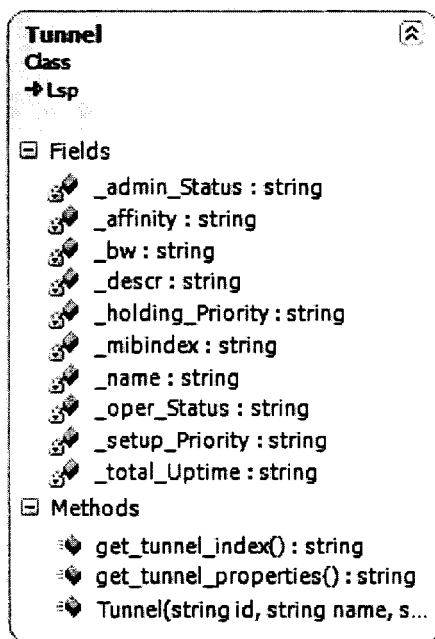 Tunnel
Class
Lsp
Fields
_admin_Status : string
_affinity : string
_bw : string
_descr : string
_holding_Priority : string
_mibindex : string
_name : string
_oper_Status : string
_setup_Priority : string
_total_Uptime : string
Methods
get_tunnel_index() : string
get_tunnel_properties() : string
Tunnel(string id, string name, s...